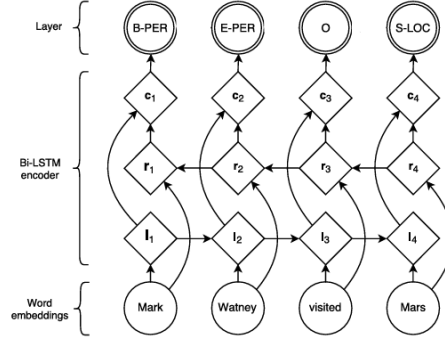 Layer
B-PER E-PER O S-LOC
c1 c2 c3 c4
Bi-LSTM
encoder
r1 r2 r3 r4
l1 l2 l3 l4
Word
embeddings
Mark Watney visited Mars